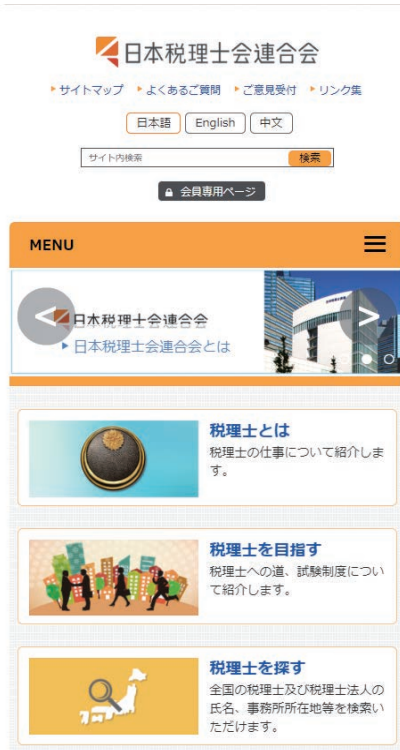 日本税理士会連合会
サイトマップ よくあるご質問 ご意見受付 リンク集
日本語 English 中文
サイト内検索 検索
会員専用ページ
MENU
< 日本税理士会連合会 >
日本税理士会連合会とは
税理士とは
税理士の仕事について紹介しま
す。
税理士を目指す
税理士への道、試験制度につい
て紹介します。
税理士を探す
全国の税理士及び税理士法人の
氏名、事務所所在地等を検索い
ただけます。